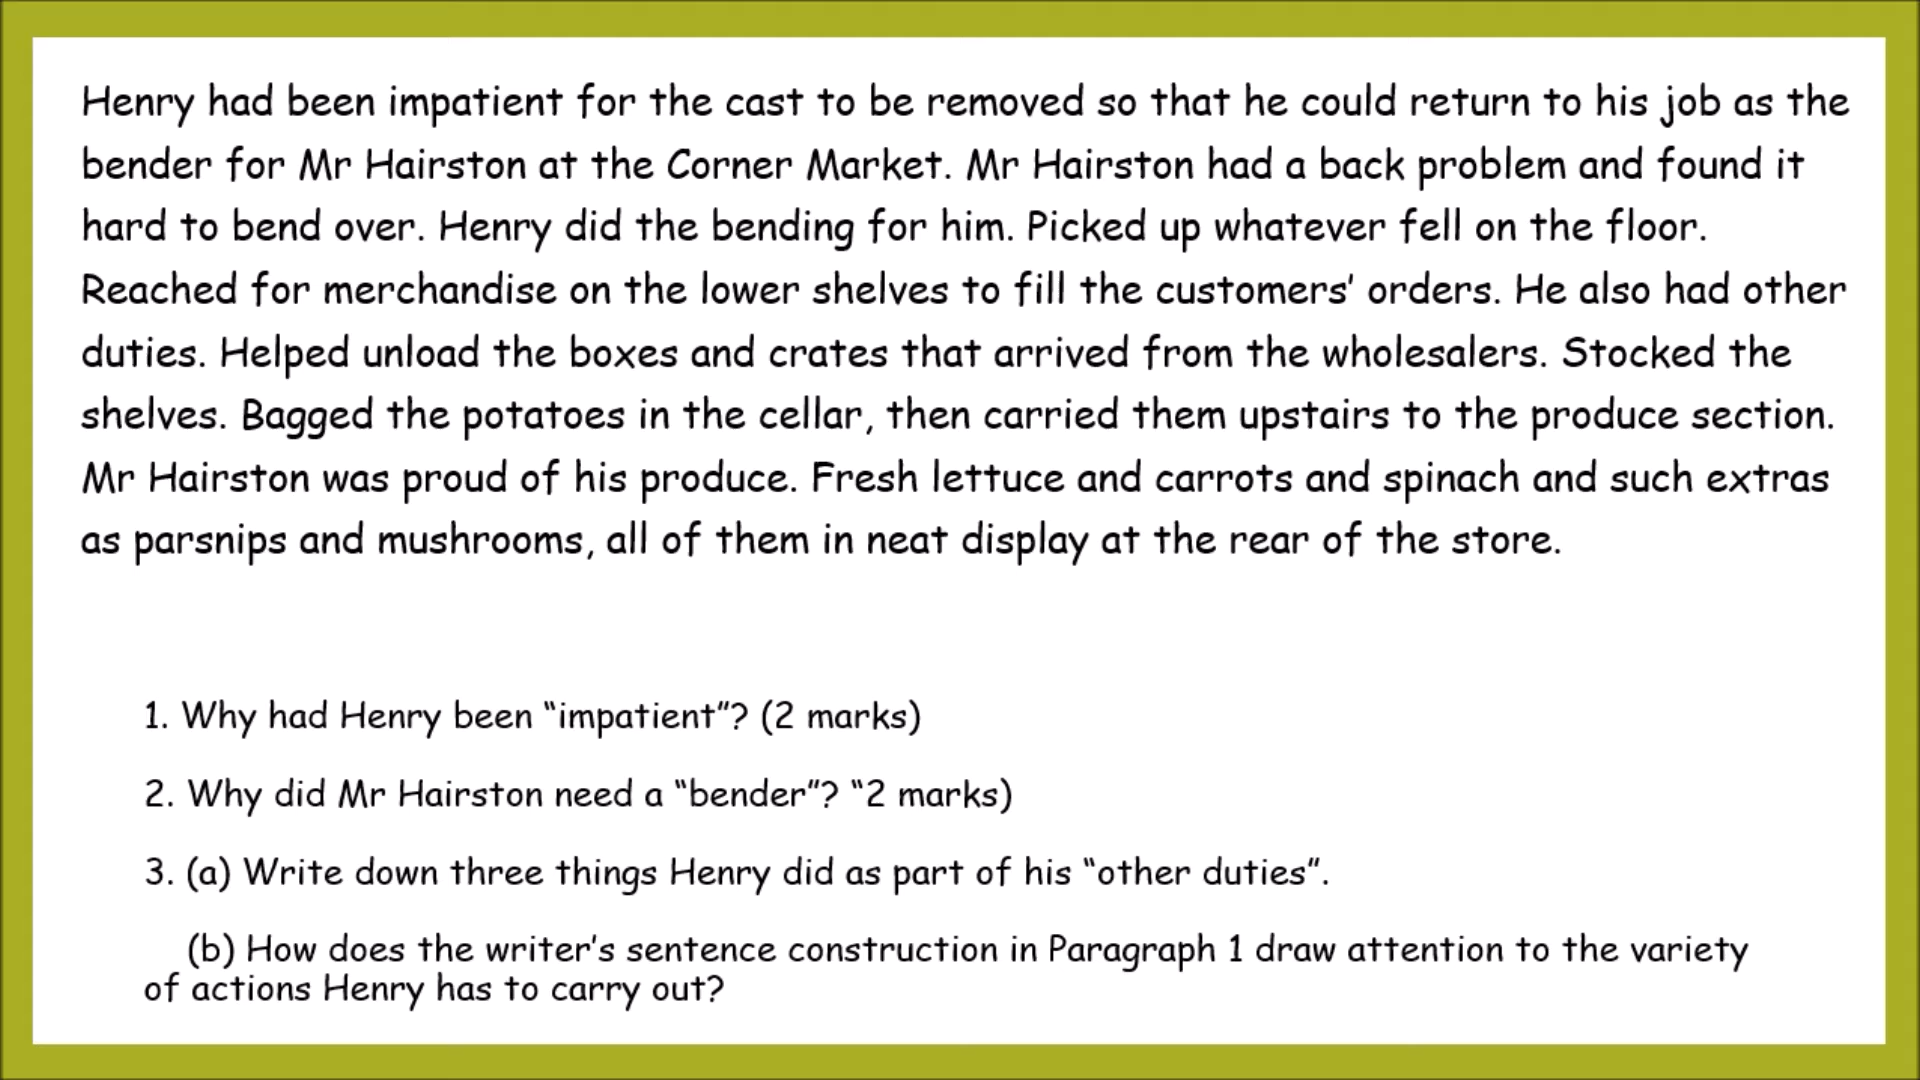 Henry had been impatient for the cast to be removed so that he could return to his job as the
bender for Mr Hairston at the Corner Market. Mr Hairston had a back problem and found it
hard to bend over. Henry did the bending for him. Picked up whatever fell on the floor.
Reached for merchandise on the lower shelves to fill the customers’ orders. He also had other
duties. Helped unload the boxes and crates that arrived from the wholesalers. Stocked the
shelves. Bagged the potatoes in the cellar, then carried them upstairs to the produce section.
Mr Hairston was proud of his produce. Fresh lettuce and carrots and spinach and such extras
as parsnips and mushrooms, all of them in neat display at the rear of the store.
1. Why had Henry been “impatient”? (2 marks)
2. Why did Mr Hairston need a “bender”? “2 marks)
3. (a) Write down three things Henry did as part of his “other duties”.
(b) How does the writer’s sentence construction in Paragraph 1 draw attention to the variety
of actions Henry has to carry out?